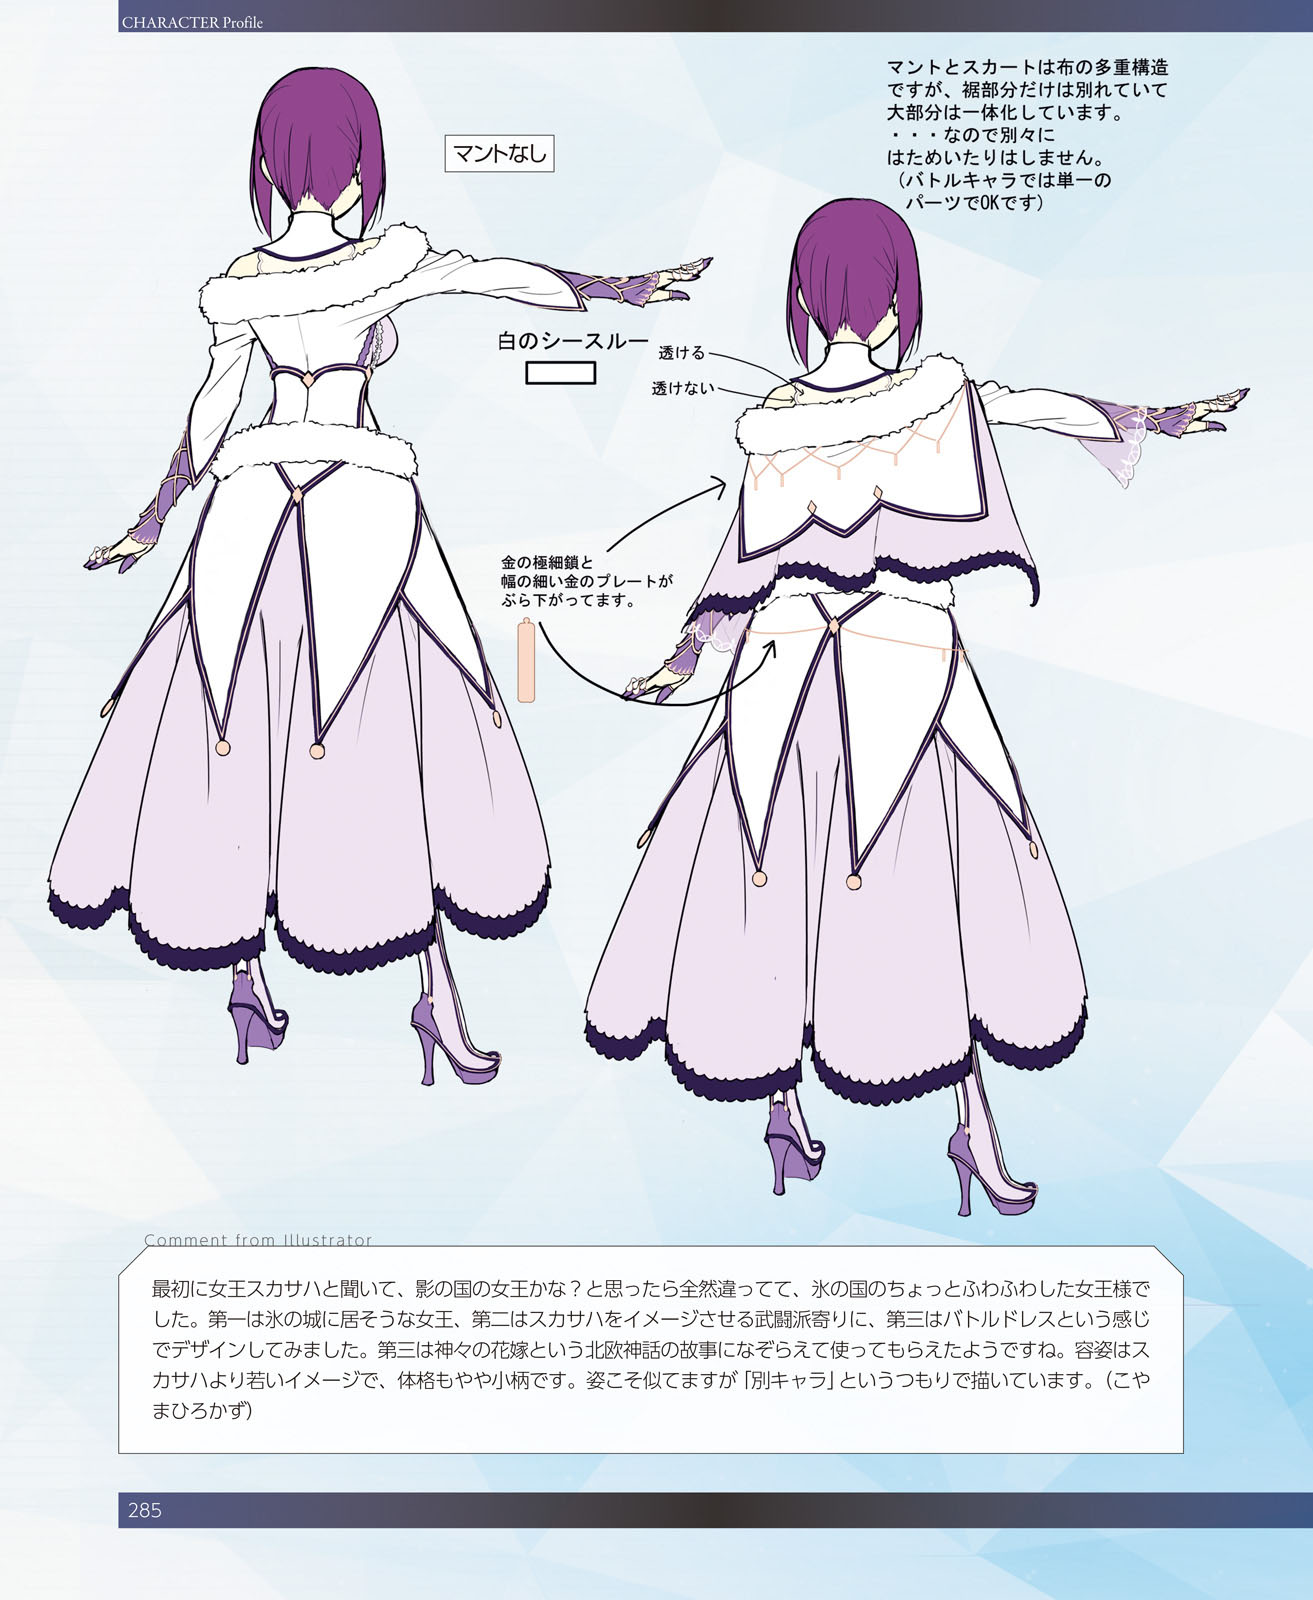 CHARACTER Profile
マントとスカートは布の多重構造
ですが、裾部分だけは別れていて
大部分は一体化しています。
・・・なので別々に
はためいたりはしません。
（バトルキャラでは単一の
パーツでOKです）
マントなし
白のシースルー
透ける
透けない
金の極細鎖と
幅の細い金のプレートが
ぶら下がってます。
Comment from Illustrator
最初に女王スカサハと聞いて、影の国の女王かな？と思ったら全然違ってて、氷の国のちょっとふわふわした女王様で
した。第一は氷の城に居そうな女王、第二はスカサハをイメージさせる武闘派寄りに、第三はバトルドレスという感じ
でデザインしてみました。第三は神々の花嫁という北欧神話の故事になぞらえて使ってもらえたようですね。容姿はス
カサハより若いイメージで、体格もやや小柄です。姿こそ似てますが「別キャラ」というつもりで描いています。（こや
まひろかず）
285